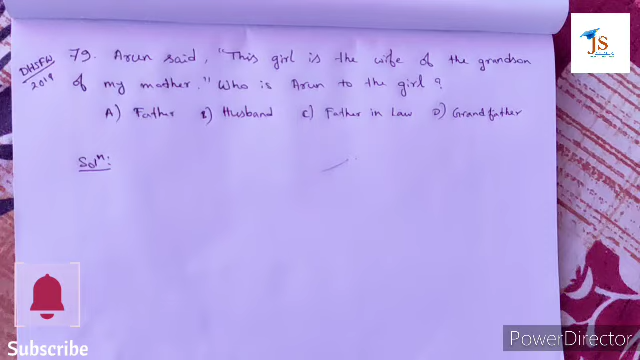 DHSFW 2019
79. Arun said, "This girl is the wife of the grandson
of my mother." Who is Arun to the girl?
A) Father B) Husband C) Father in Law D) Grandfather
Solⁿ:
JS
Subscribe
PowerDirector